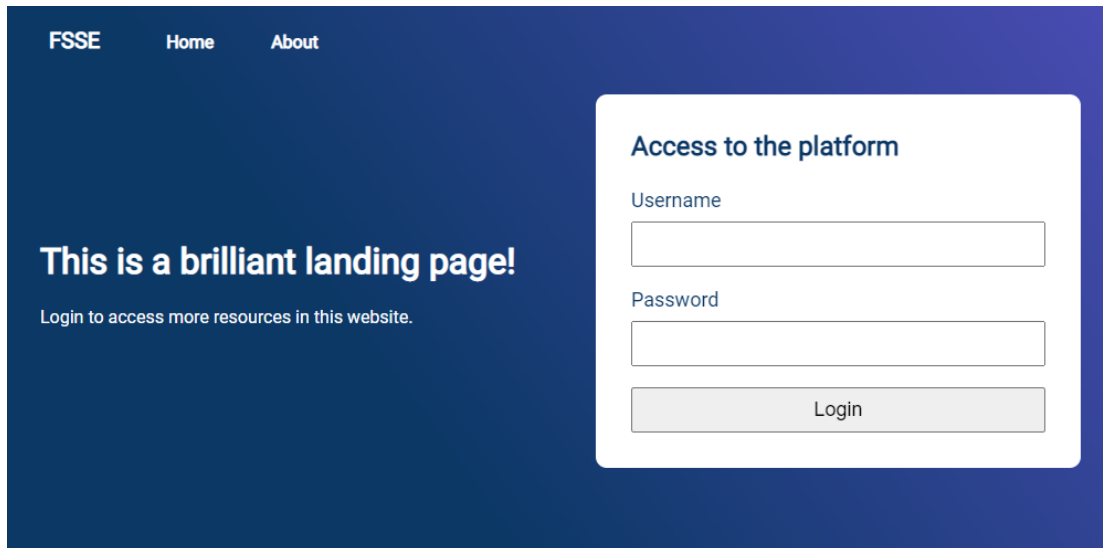 FSSE Home About
Access to the platform
Username
This is a brilliant landing page!
Login to access more resources in this website.
Password
Login